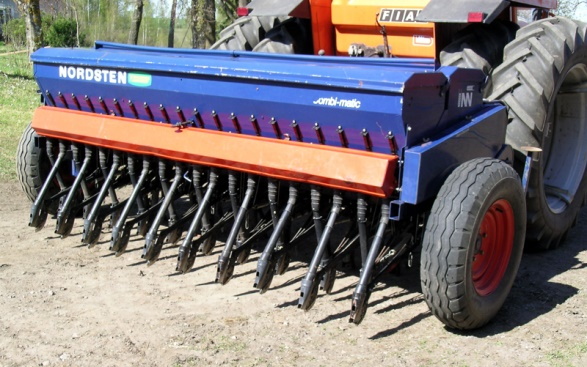 FIAT
NORDSTEN
combi-matic
INN